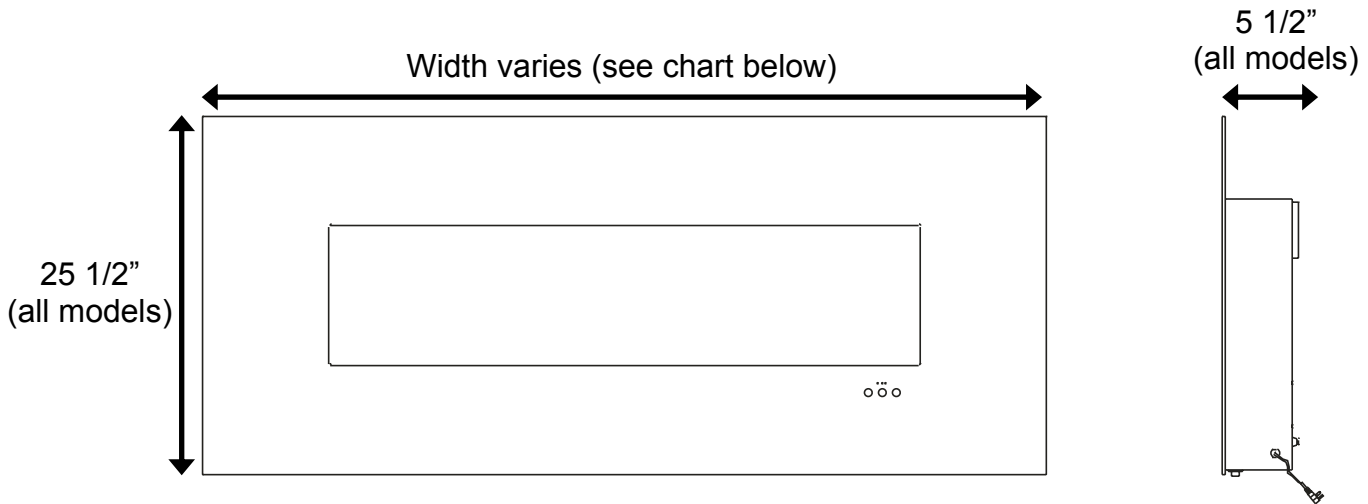 5 1/2”
(all models)
Width varies (see chart below)
25 1/2”
(all models)